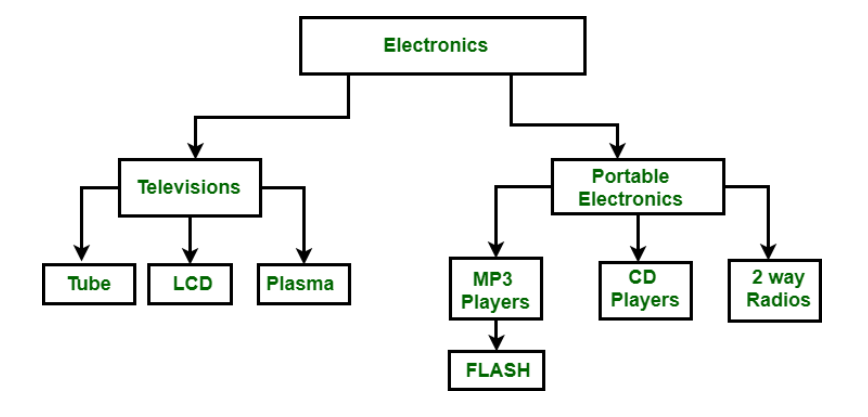 Electronics
Televisions
Portable
Electronics
Tube
LCD
Plasma
MP3
Players
CD
Players
2 way
Radios
FLASH